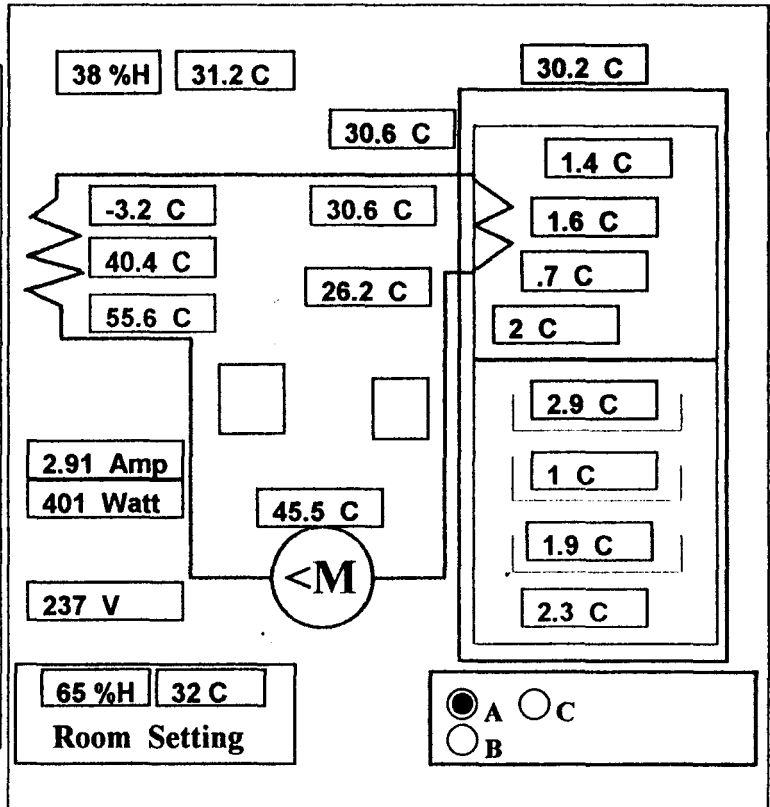 38 %H 31.2 C
30.2 C
30.6 C
1.4 C
-3.2 C
30.6 C
1.6 C
40.4 C
.7 C
26.2 C
55.6 C
2 C
2.9 C
2.91 Amp
1 C
401 Watt
45.5 C
1.9 C
<M
237 V
2.3 C
65 %H 32 C
Room Setting
A C
B